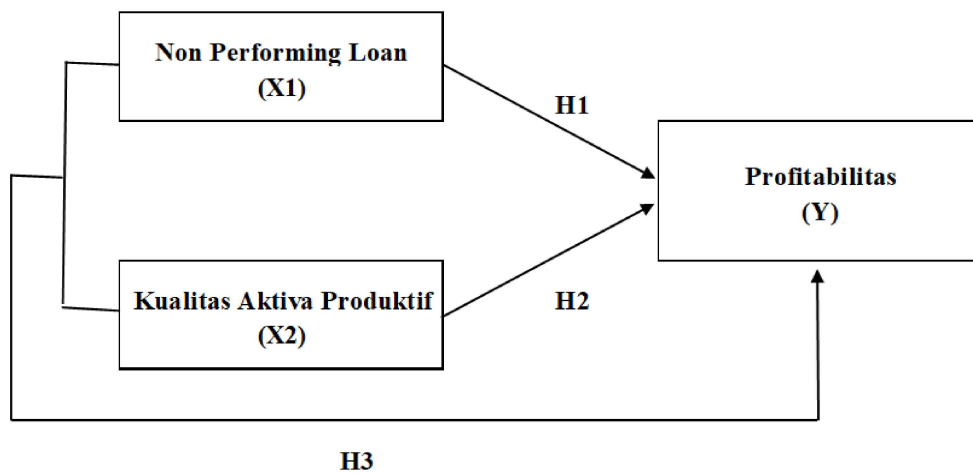 Non Performing Loan
(X1)
H1
Profitabilitas
(Y)
Kualitas Aktiva Produktif
(X2)
H2
H3